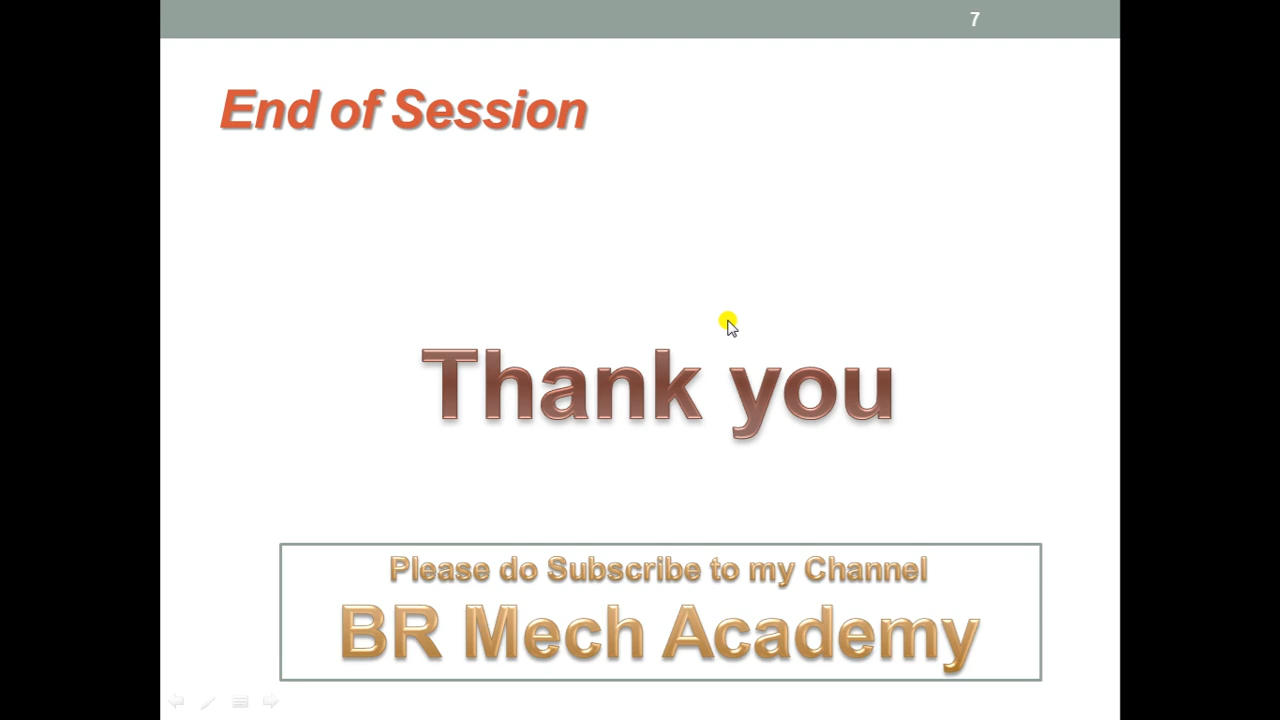 7
End of Session
Thank you
Please do Subscribe to my Channel
BR Mech Academy